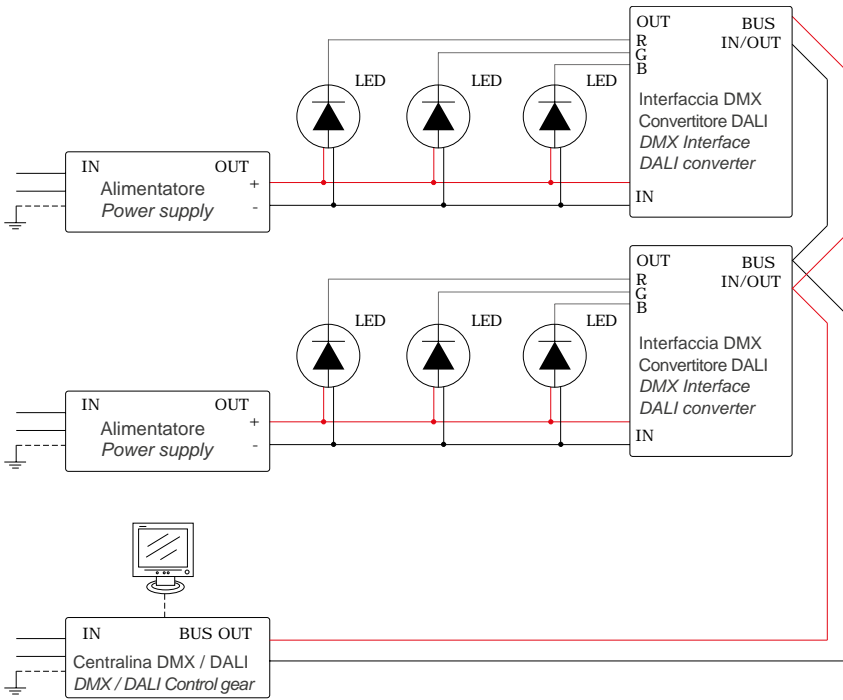 OUT BUS
R IN/OUT
G
B
LED LED LED
Interfaccia DMX
Convertitore DALI
DMX Interface
DALI converter
IN
IN OUT
Alimentatore +
Power supply -
OUT BUS
R IN/OUT
G
B
LED LED LED
Interfaccia DMX
Convertitore DALI
DMX Interface
DALI converter
IN
IN OUT
Alimentatore +
Power supply -
IN BUS OUT
Centralina DMX / DALI
DMX / DALI Control gear